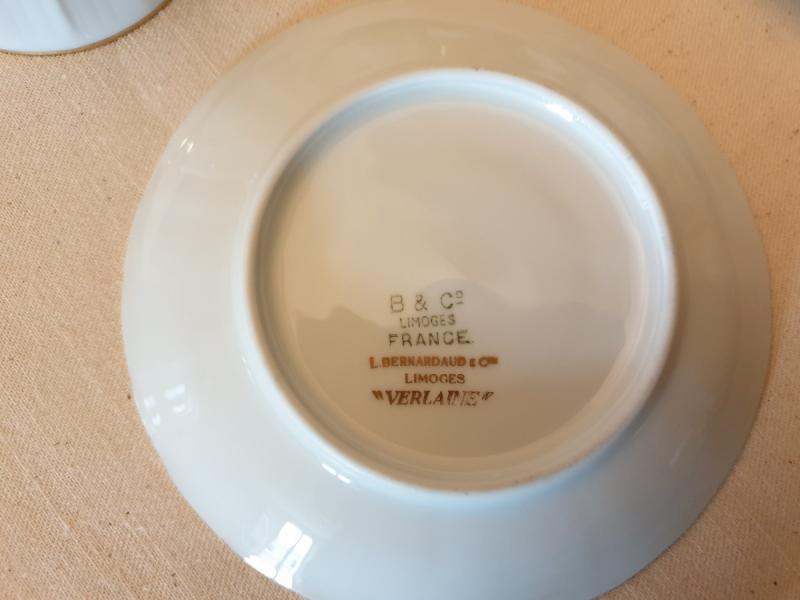 B & Cº
LIMOGES
FRANCE.
L. BERNARDAUD & Cie
LIMOGES
"VERLAINE"